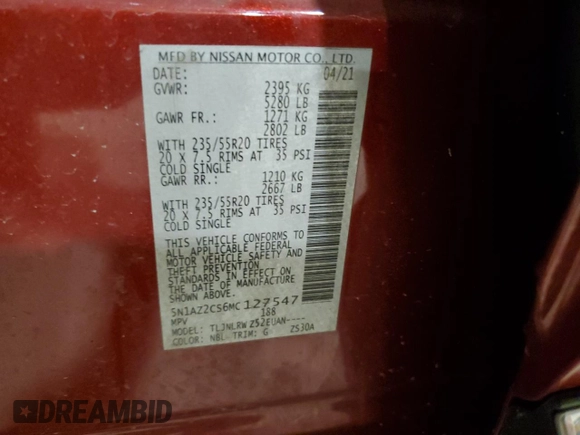 MFD BY NISSAN MOTOR CO., LTD.
DATE: 04/21
GVWR: 2395 KG
5280 LB
GAWR FR.: 1271 KG
2802 LB
WITH 235/55R20 TIRES
20 X 7.5 RIMS AT 35 PSI
COLD SINGLE
GAWR RR.: 1210 KG
2667 LB
WITH 235/55R20 TIRES
20 X 7.5 RIMS AT 35 PSI
COLD SINGLE
THIS VEHICLE CONFORMS TO
ALL APPLICABLE FEDERAL
MOTOR VEHICLE SAFETY AND
THEFT PREVENTION
STANDARDS IN EFFECT
ON THE DATE OF
MANUFACTURE SHOWN
ABOVE.
5N1AZ2CS6MC127547
MPV 188
MODEL: TLJNLRW Z52EUAN----
COLOR: NBL TRIM: G ZS30A
DREAMBID